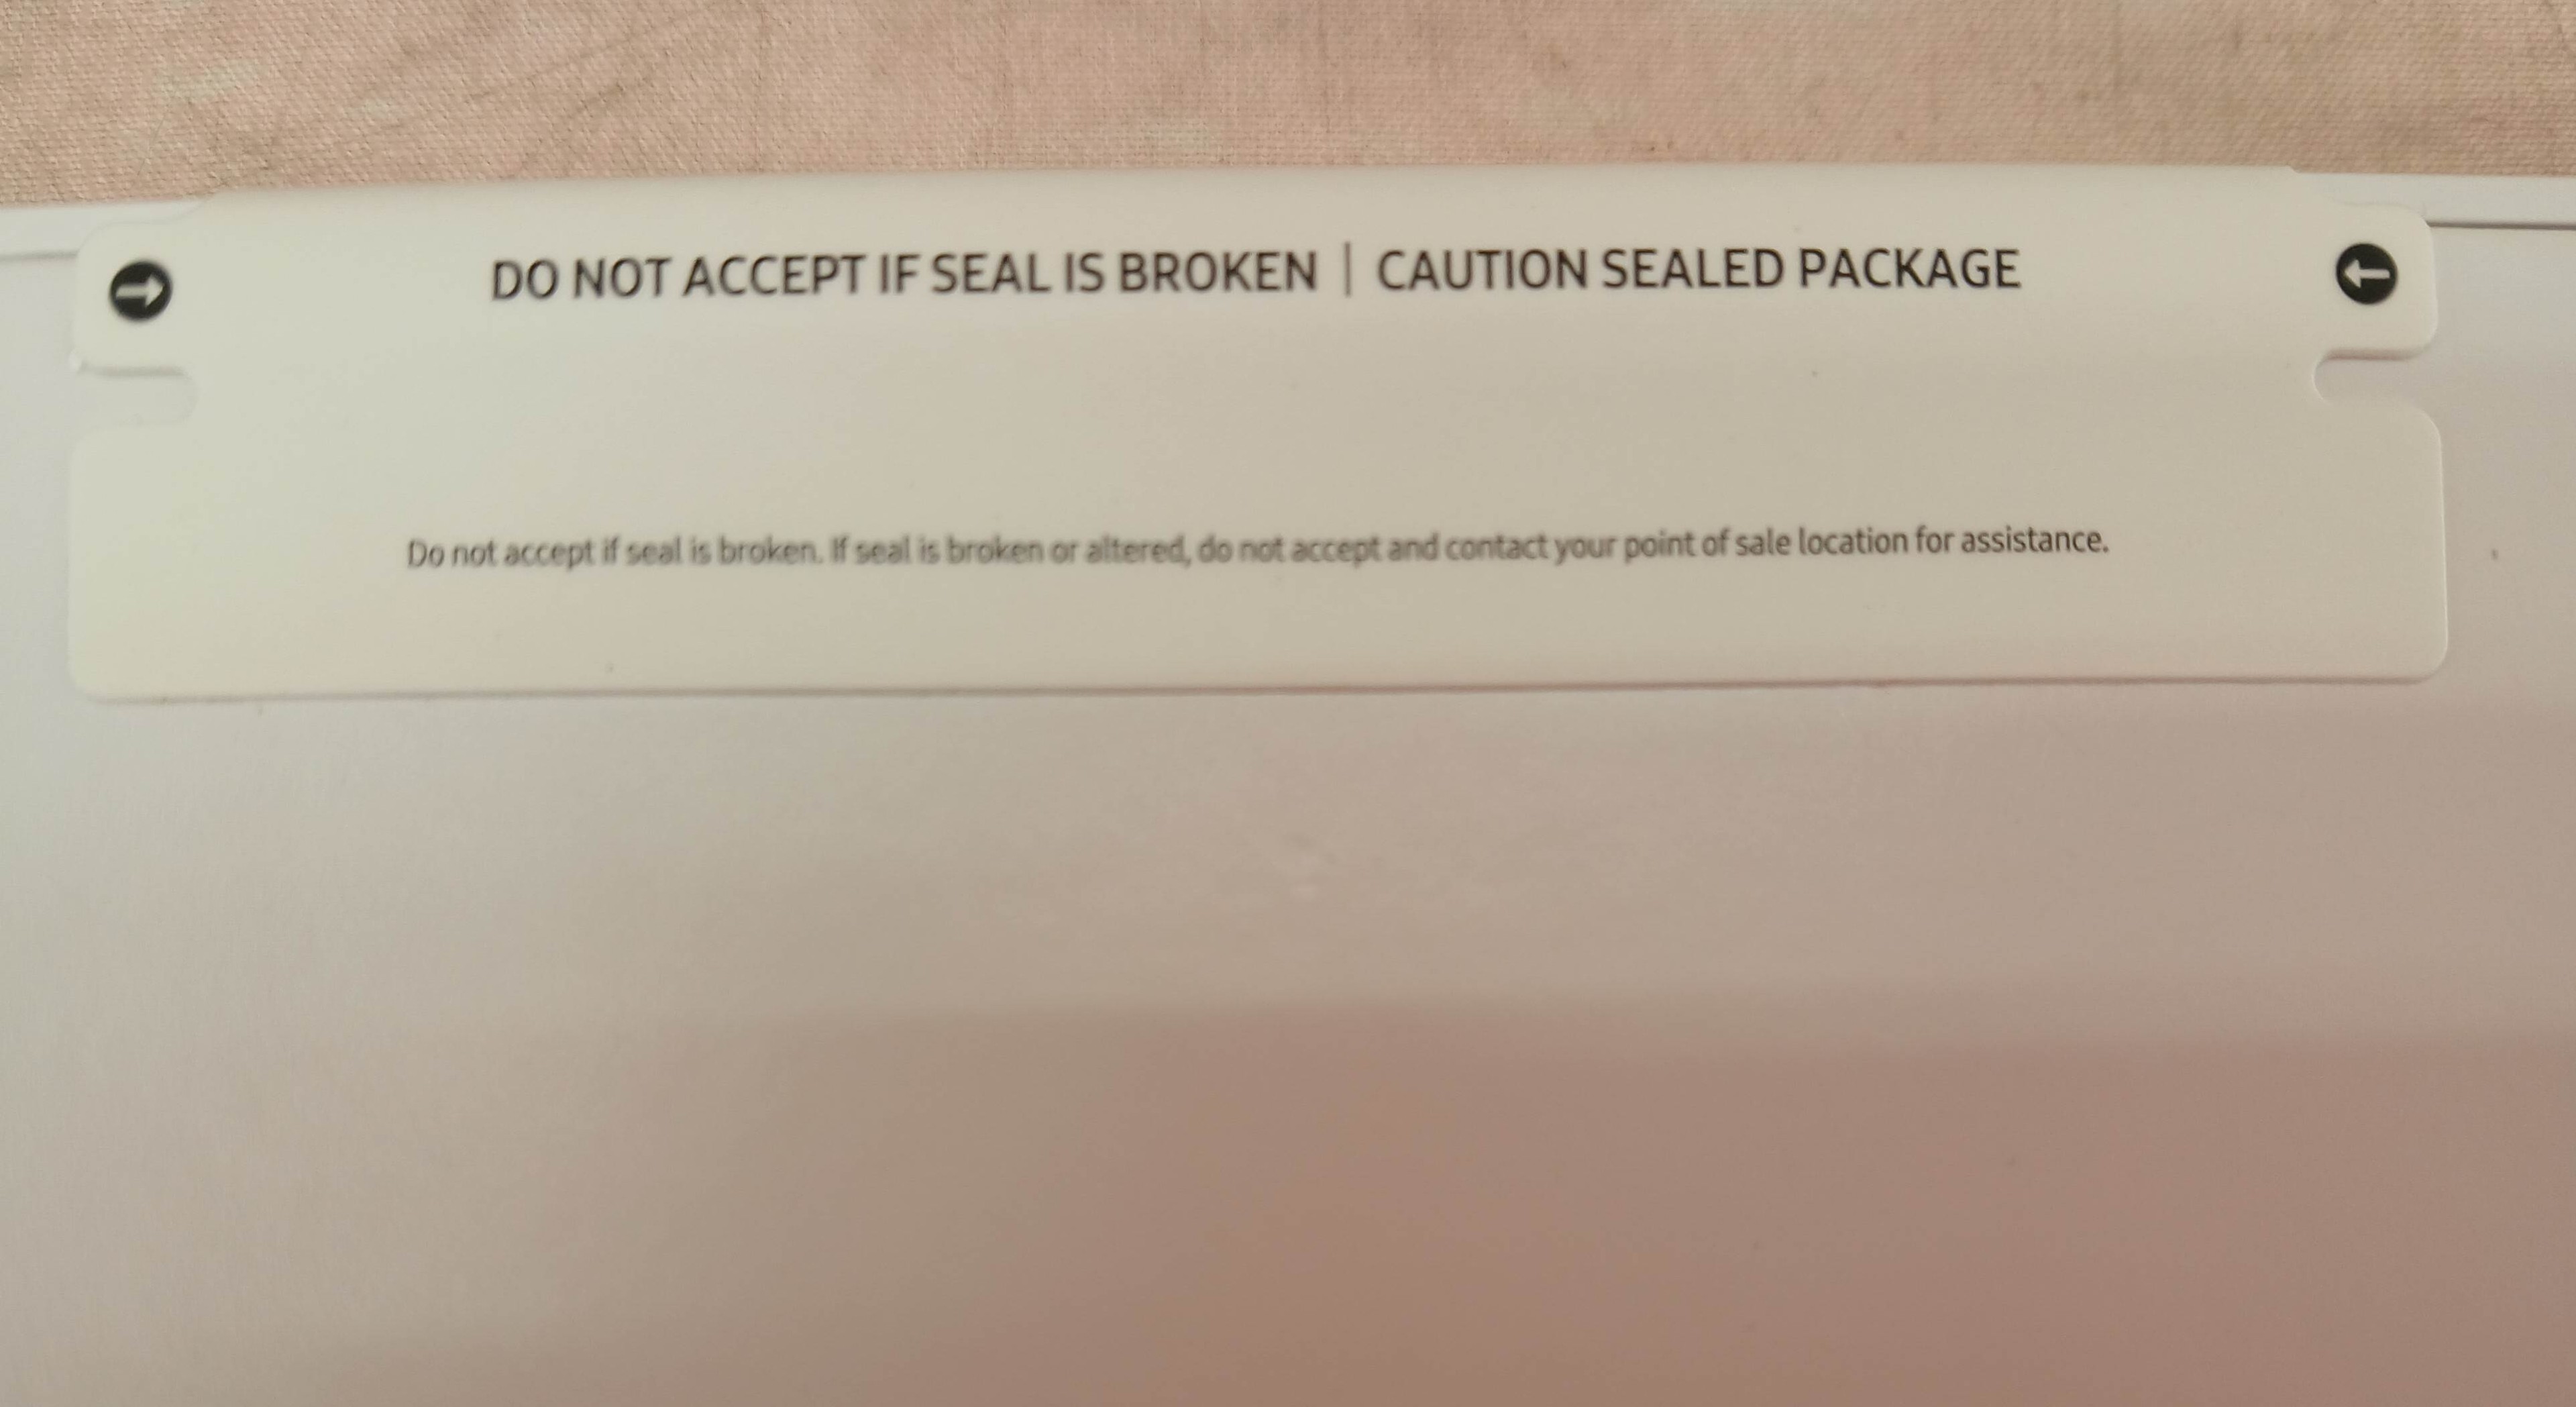 DO NOT ACCEPT IF SEAL IS BROKEN | CAUTION SEALED PACKAGE
Do not accept if seal is broken. If seal is broken or altered, do not accept and contact your point of sale location for assistance.